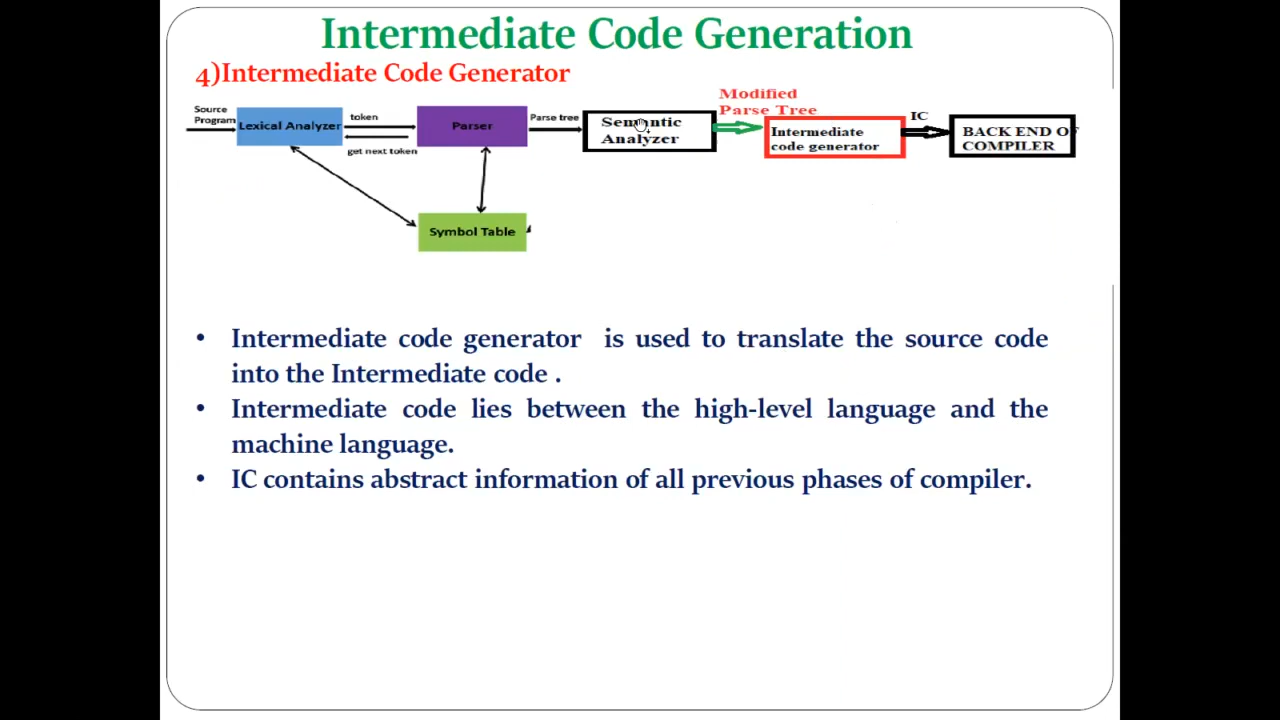 Intermediate Code Generation
4)Intermediate Code Generator
Source
Program
Lexical Analyzer
token
get next token
Parser
Parse tree
Semantic
Analyzer
Modified
Parse Tree
Intermediate
code generator
IC
BACK END OF
COMPILER
Symbol Table
• Intermediate code generator is used to translate the source code
into the Intermediate code .
• Intermediate code lies between the high-level language and the
machine language.
• IC contains abstract information of all previous phases of compiler.